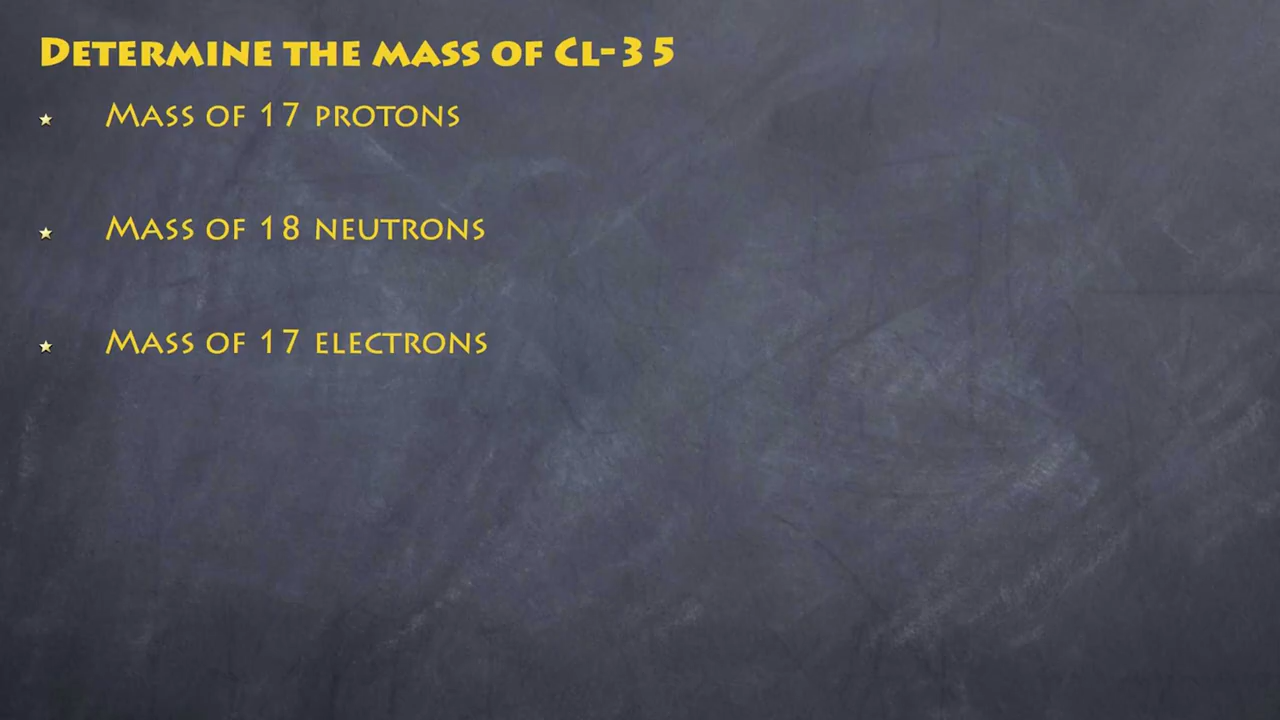 Determine the mass of Cl-35
Mass of 17 protons
Mass of 18 neutrons
Mass of 17 electrons